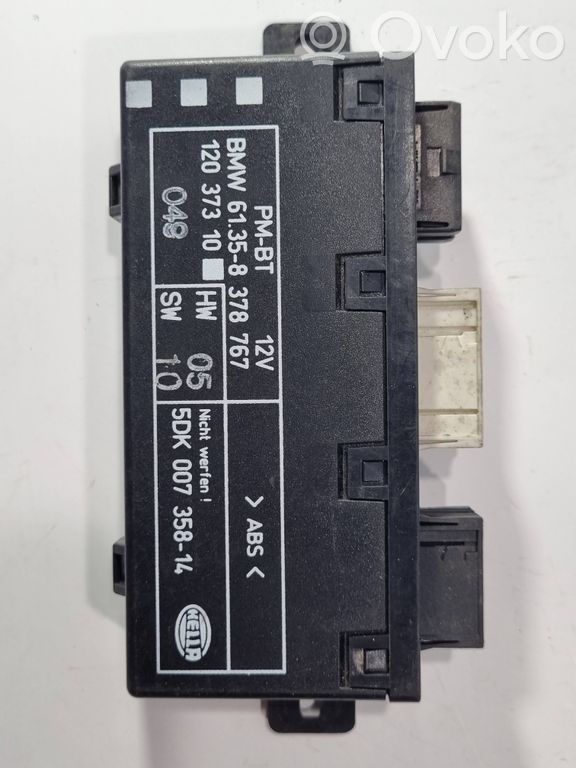 Ovoko
PM-BT 12V
BMW 61.35-8 378 767
120 373 10
048
HW 05
SW 10
> ABS <
Nicht werfen!
5DK 007 358-14
HELLA